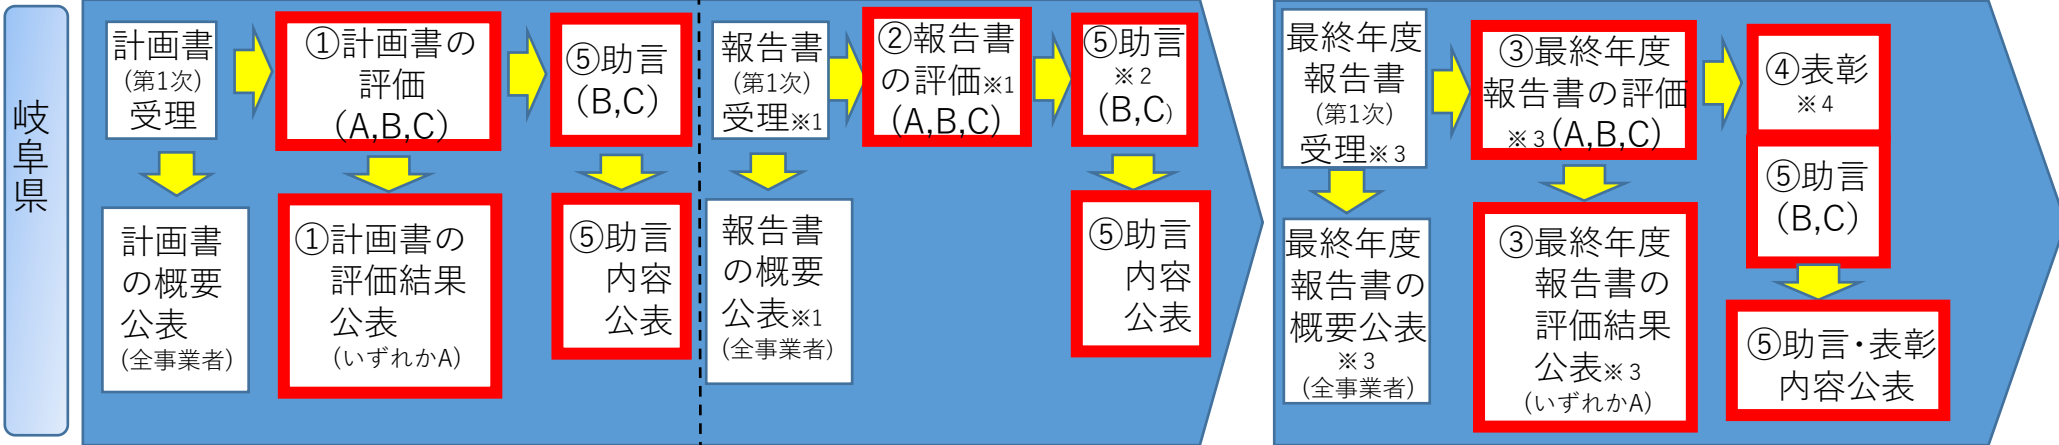 岐阜県
計画書
(第1次)
受理
①計画書の
評価
(A,B,C)
⑤助言
(B,C)
計画書
の概要
公表
(全事業者)
①計画書の
評価結果
公表
(いずれかA)
⑤助言
内容
公表
報告書
(第1次)
受理※1
②報告書
の評価※1
(A,B,C)
⑤助言
※2
(B,C)
報告書
の概要
公表※1
(全事業者)
⑤助言
内容
公表
最終年度
報告書
(第1次)
受理※3
③最終年度
報告書の評価
※3(A,B,C)
④表彰
※4
⑤助言
(B,C)
最終年度
報告書の
概要公表
※3
(全事業者)
③最終年度
報告書の
評価結果
公表※3
(いずれかA)
⑤助言・表彰
内容公表